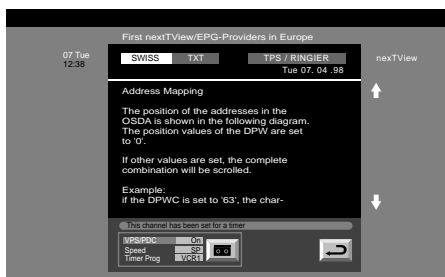 First nextTView/EPG-Providers in Europe
07 Tue
12:38
SWISS TXT TPS / RINGIER
nexTView
Tue 07. 04 .98
Address Mapping
The position of the addresses in the
OSDA is shown in the following diagram.
The position values of the DPW are set
to '0'.
If other values are set, the complete
combination will be scrolled.
Example:
if the DPWC is set to '63', the char-
This channel has been set for a timer
VPS/PDC On
Speed SP
Timer Prog VCR1